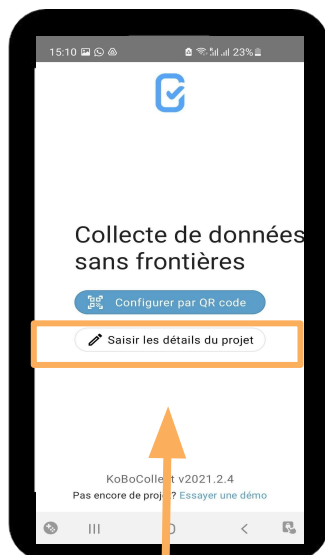 15:10 23%
Collecte de données
sans frontières
Configurer par QR code
Saisir les détails du projet
KoBoCollect v2021.2.4
Pas encore de projet? Essayer une démo